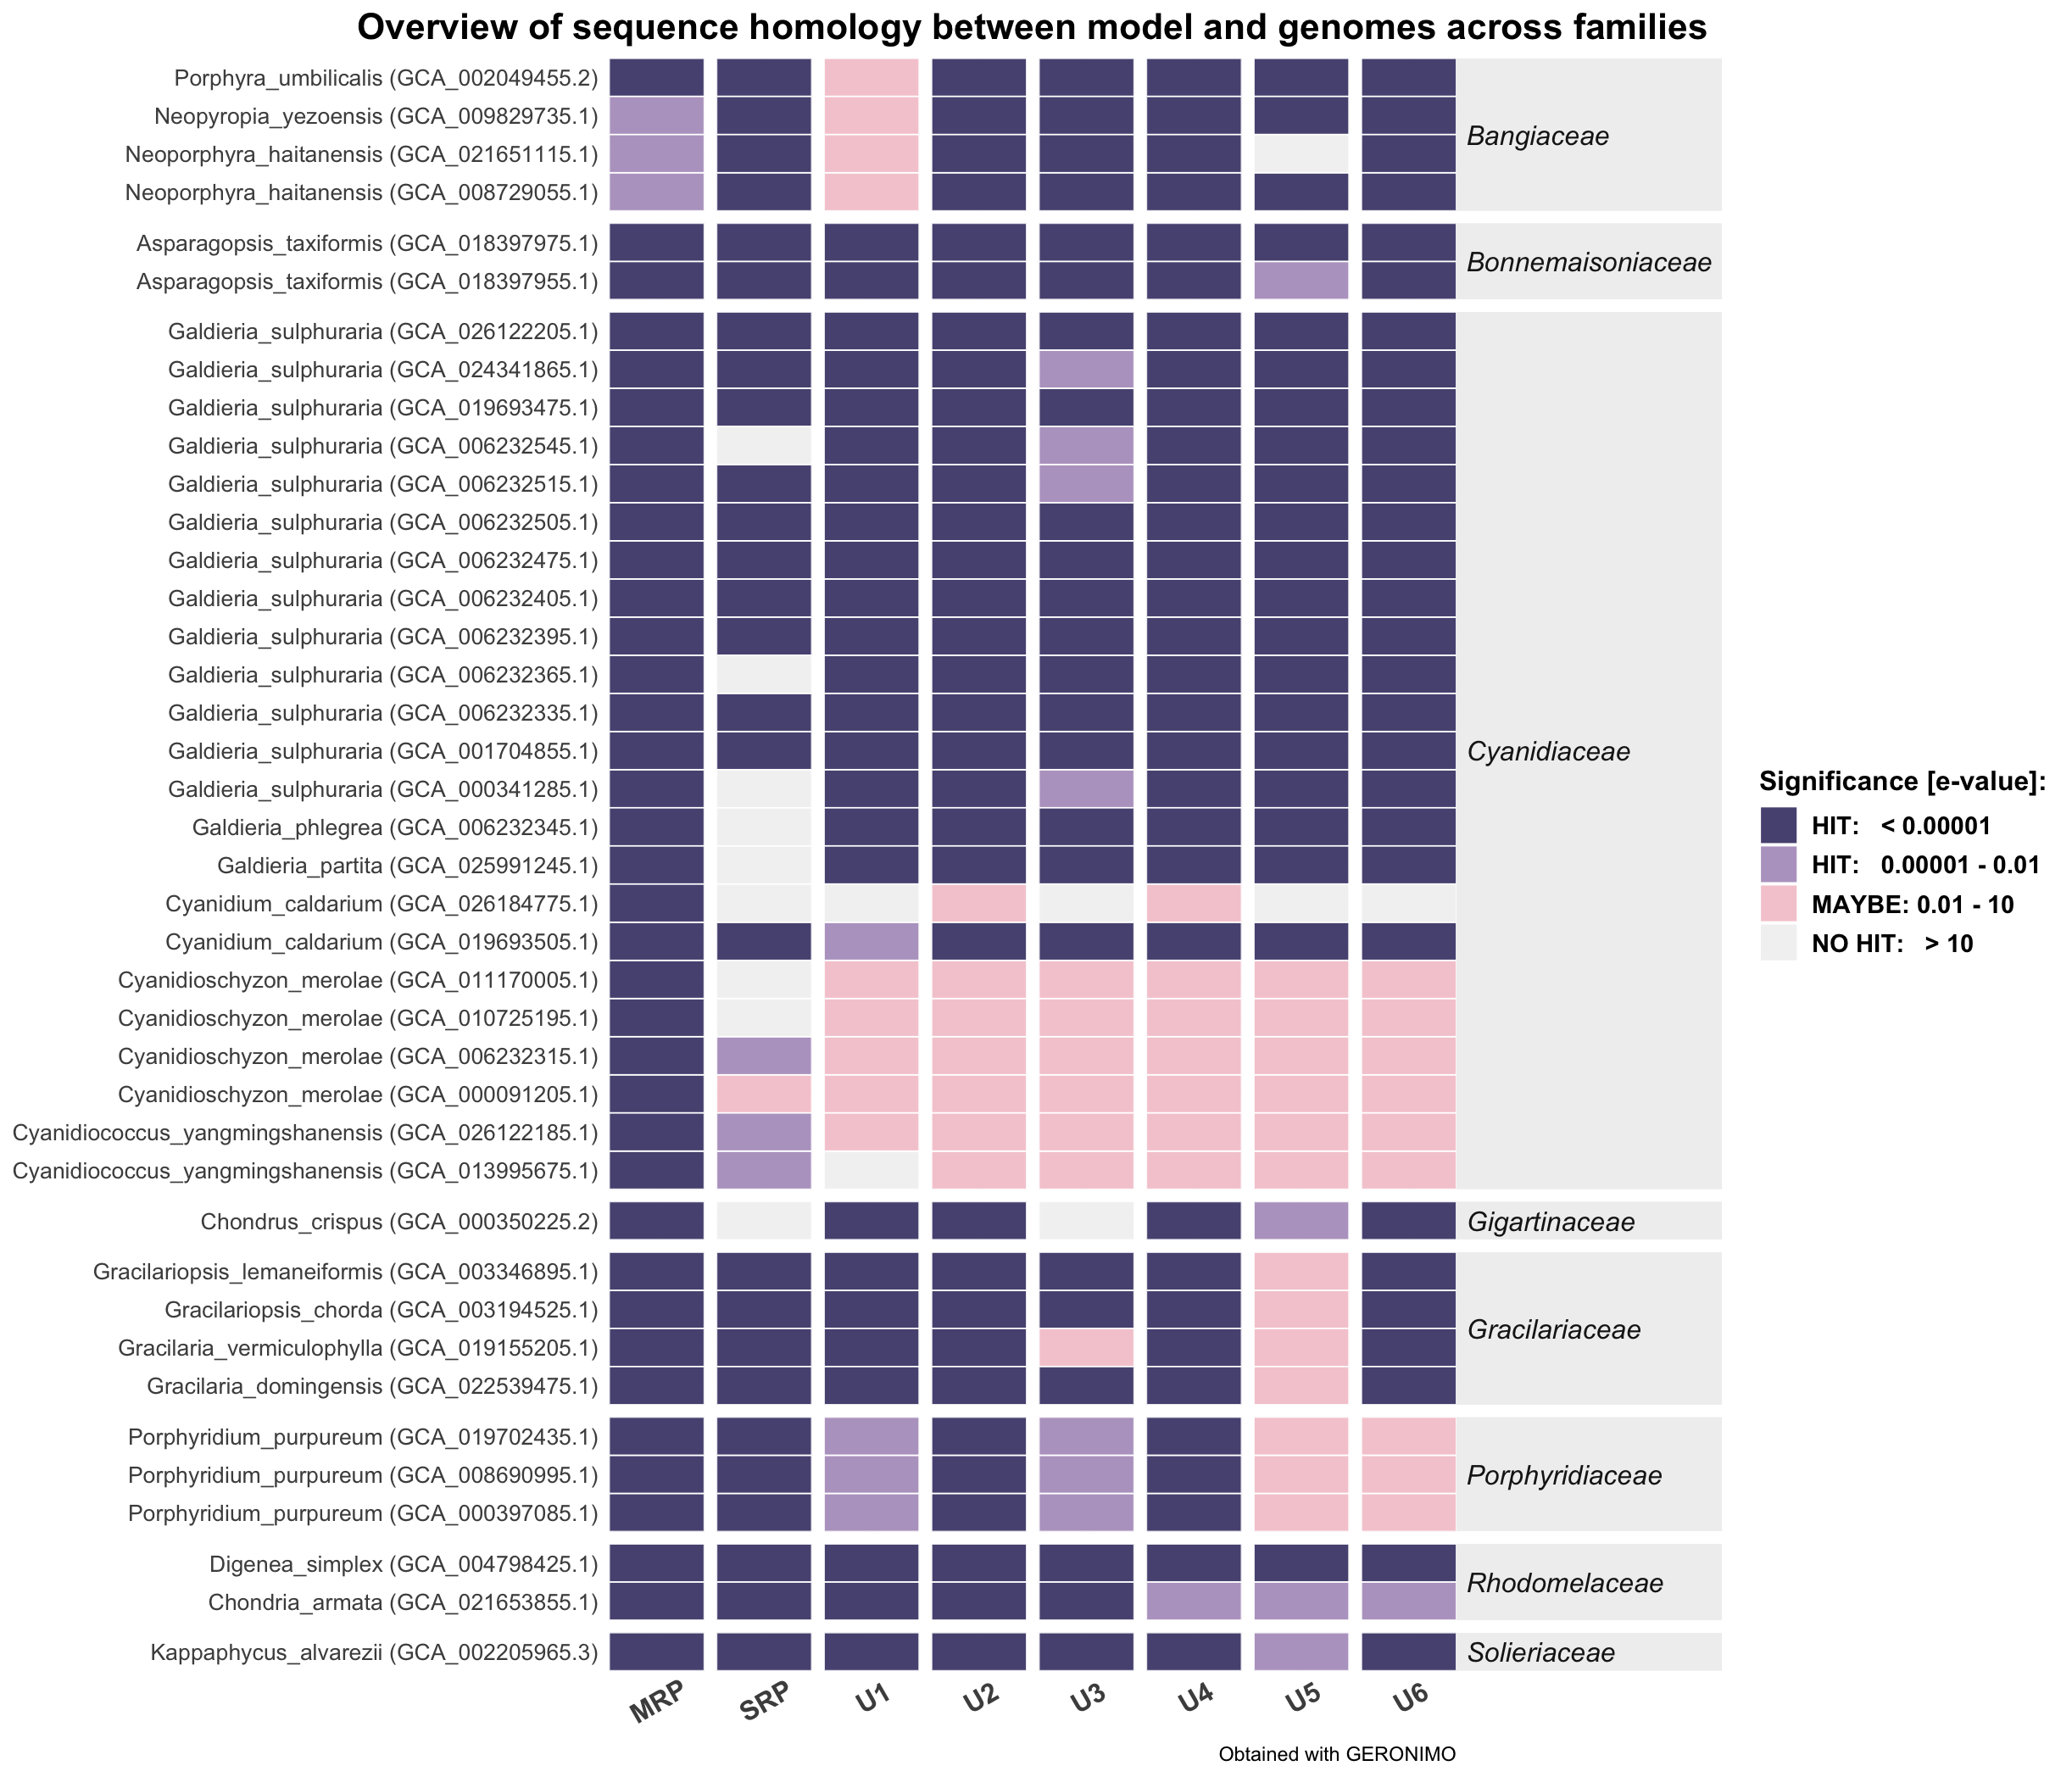 Overview of sequence homology between model and genomes across families
Porphyra_umbilicalis (GCA_002049455.2)
Neopyropia_yezoensis (GCA_009829735.1)
Neoporphyra_haitanensis (GCA_021651115.1)
Neoporphyra_haitanensis (GCA_008729055.1)
Bangiaceae
Asparagopsis_taxiformis (GCA_018397975.1)
Asparagopsis_taxiformis (GCA_018397955.1)
Bonnemaisoniaceae
Galdieria_sulphuraria (GCA_026122205.1)
Galdieria_sulphuraria (GCA_024341865.1)
Galdieria_sulphuraria (GCA_019693475.1)
Galdieria_sulphuraria (GCA_006232545.1)
Galdieria_sulphuraria (GCA_006232515.1)
Galdieria_sulphuraria (GCA_006232505.1)
Galdieria_sulphuraria (GCA_006232475.1)
Galdieria_sulphuraria (GCA_006232405.1)
Galdieria_sulphuraria (GCA_006232395.1)
Galdieria_sulphuraria (GCA_006232365.1)
Galdieria_sulphuraria (GCA_006232335.1)
Galdieria_sulphuraria (GCA_001704855.1)
Galdieria_sulphuraria (GCA_000341285.1)
Galdieria_phlegrea (GCA_006232345.1)
Galdieria_partita (GCA_025991245.1)
Cyanidium_caldarium (GCA_026184775.1)
Cyanidium_caldarium (GCA_019693505.1)
Cyanidioschyzon_merolae (GCA_011170005.1)
Cyanidioschyzon_merolae (GCA_010725195.1)
Cyanidioschyzon_merolae (GCA_006232315.1)
Cyanidioschyzon_merolae (GCA_000091205.1)
Cyanidiococcus_yangmingshanensis (GCA_026122185.1)
Cyanidiococcus_yangmingshanensis (GCA_013995675.1)
Cyanidiaceae
Chondrus_crispus (GCA_000350225.2)
Gigartinaceae
Gracilariopsis_lemaneiformis (GCA_003346895.1)
Gracilariopsis_chorda (GCA_003194525.1)
Gracilaria_vermiculophylla (GCA_019155205.1)
Gracilaria_domingensis (GCA_022539475.1)
Gracilariaceae
Porphyridium_purpureum (GCA_019702435.1)
Porphyridium_purpureum (GCA_008690995.1)
Porphyridium_purpureum (GCA_000397085.1)
Porphyridiaceae
Digenea_simplex (GCA_004798425.1)
Chondria_armata (GCA_021653855.1)
Rhodomelaceae
Kappaphycus_alvarezii (GCA_002205965.3)
Solieriaceae
MRP SRP U1 U2 U3 U4 U5 U6
Significance [e-value]:
HIT: < 0.00001
HIT: 0.00001 - 0.01
MAYBE: 0.01 - 10
NO HIT: > 10
Obtained with GERONIMO